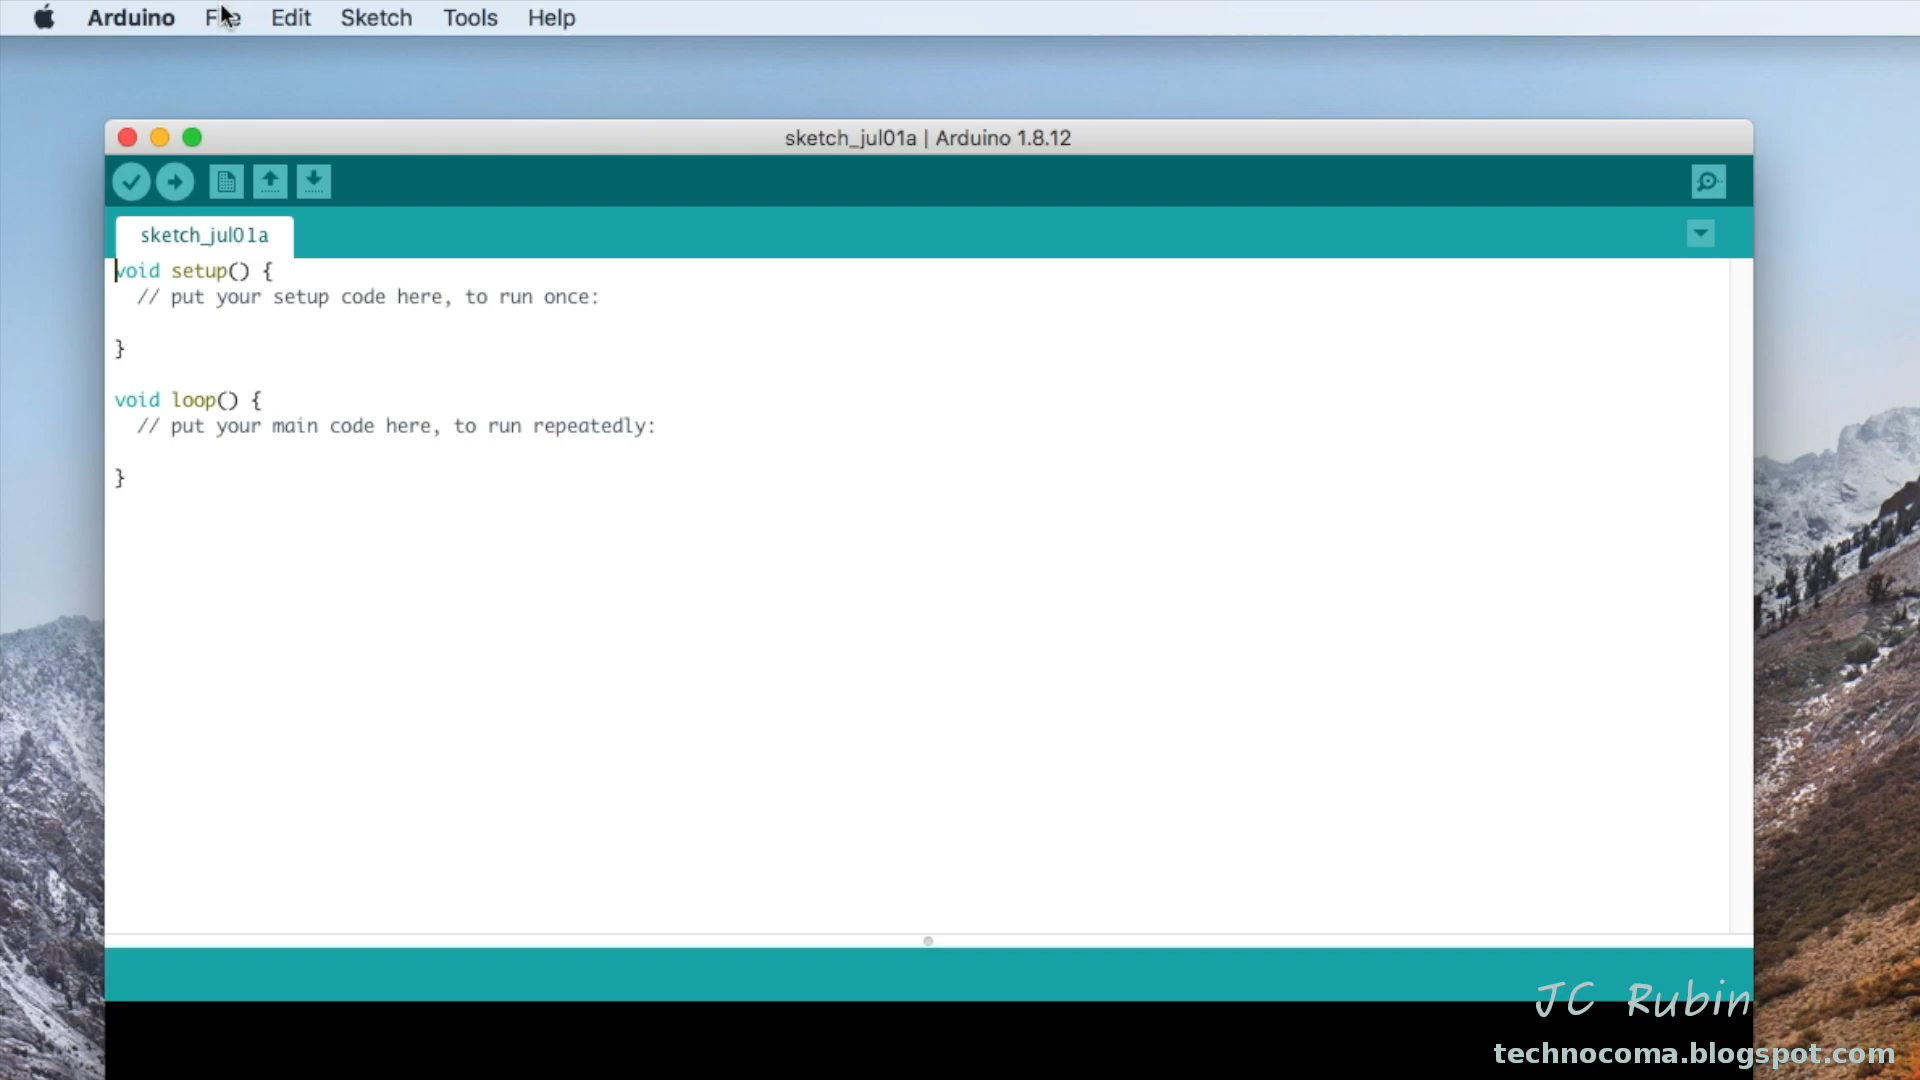 Arduino File Edit Sketch Tools Help
sketch_jul01a | Arduino 1.8.12
sketch_jul01a
void setup() {
  // put your setup code here, to run once:
}
void loop() {
  // put your main code here, to run repeatedly:
}
JC Rubin
technocoma.blogspot.com